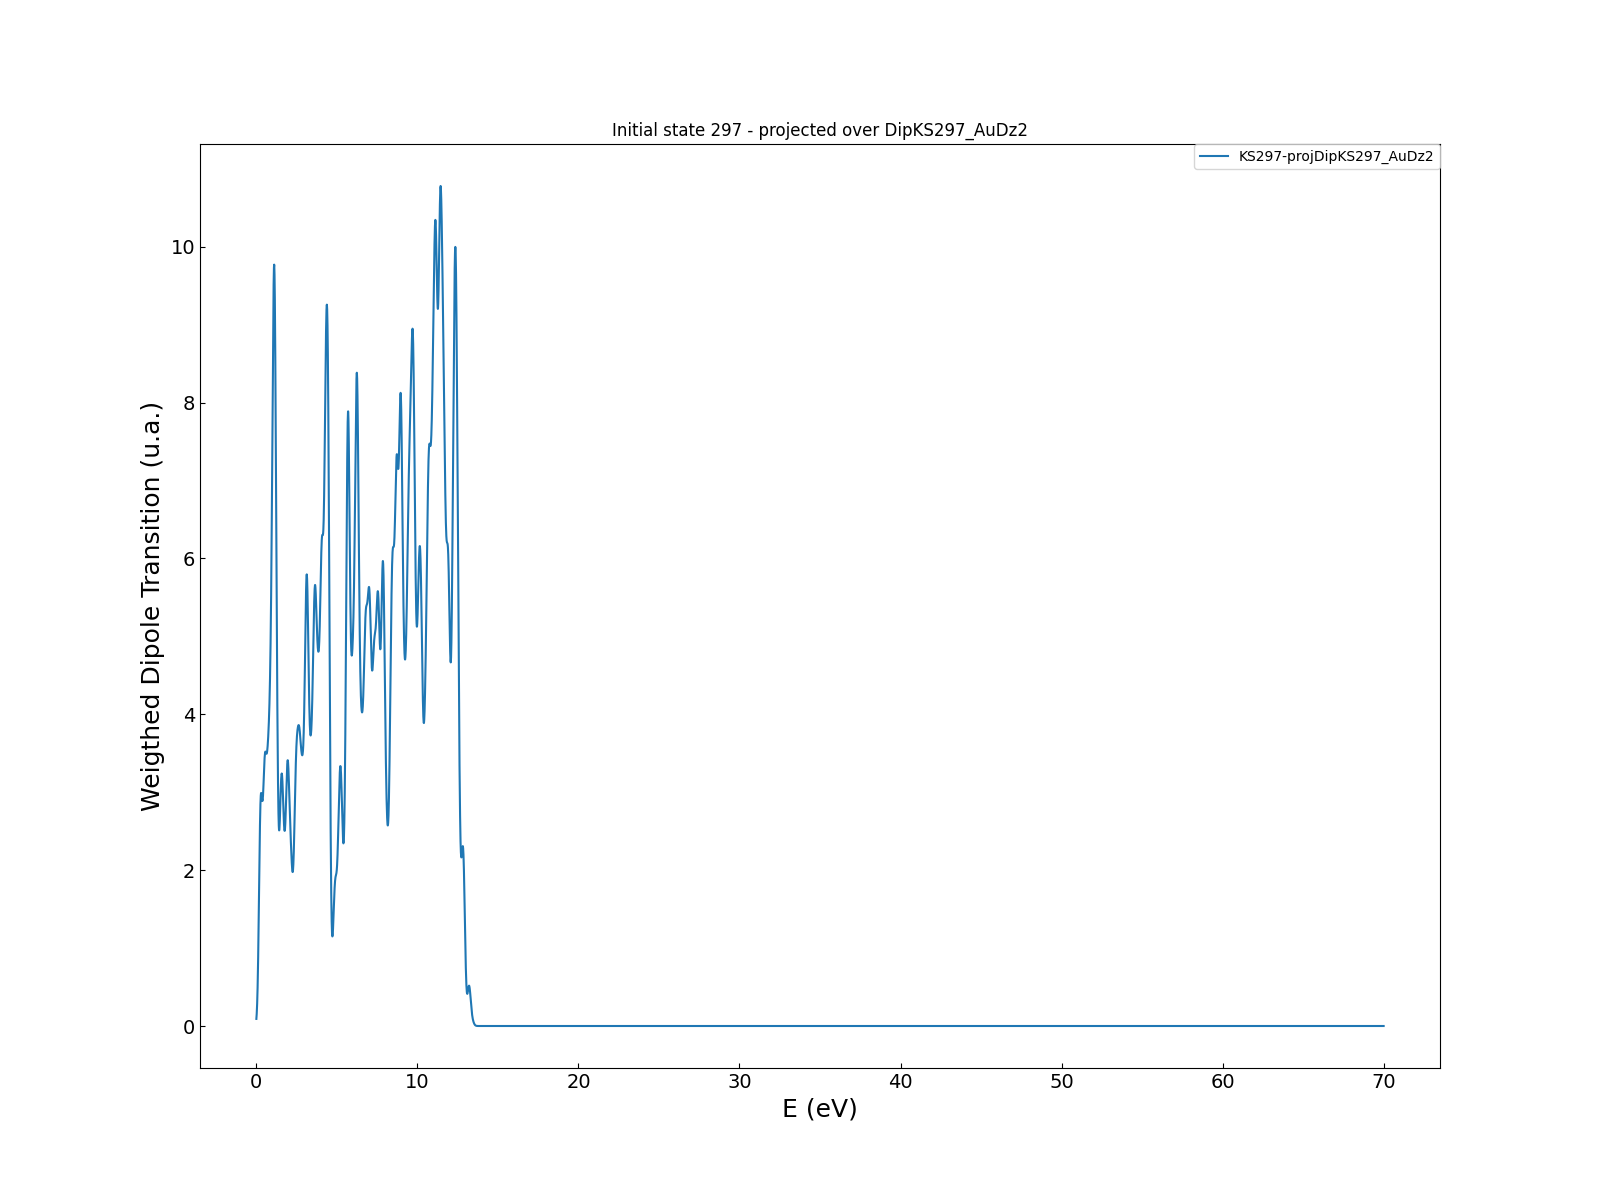 Initial state 297 - projected over DipKS297_AuDz2
KS297-projDipKS297_AuDz2
Weigthed Dipole Transition (u.a.)
10
8
6
4
2
0
0 10 20 30 40 50 60 70
E (eV)